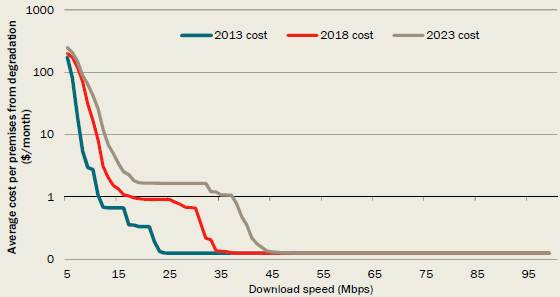 1000
2013 cost
2018 cost
2023 cost
100
10
1
0
Average cost per premises from degradation
($/month)
5
15
25
35
45
55
65
75
85
95
Download speed (Mbps)